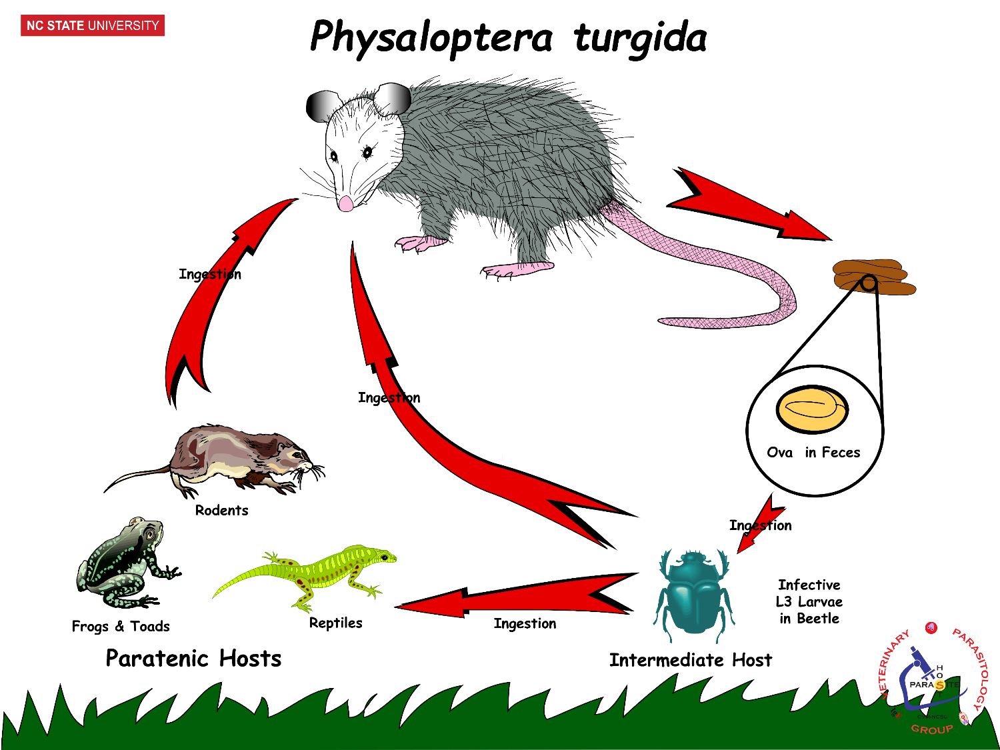 NC STATE UNIVERSITY
Physaloptera turgida
Ingestion
Ingestion
Ova in Feces
Ingestion
Rodents
Infective
L3 Larvae
in Beetle
Frogs & Toads
Reptiles
Ingestion
Paratenic Hosts
Intermediate Host
VETERINARY PARASITOLOGY
GROUP
HOST
PARASITE